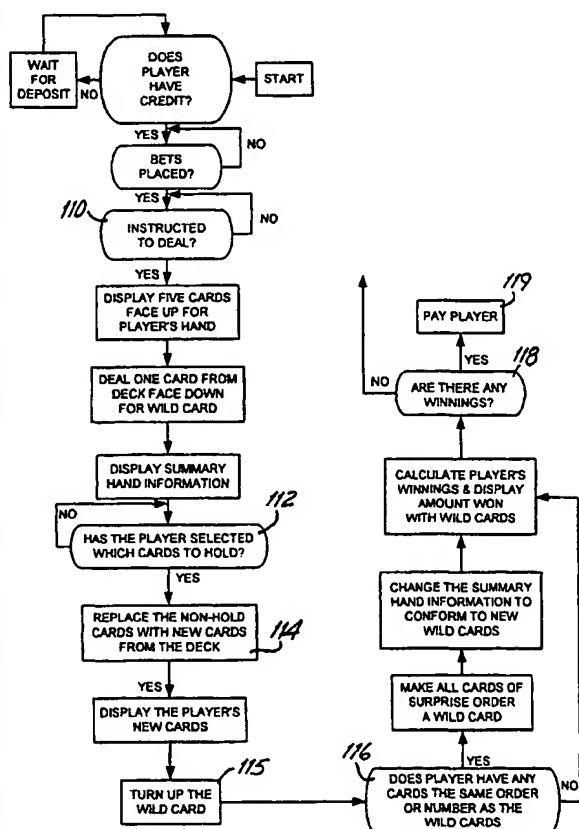 DOES
PLAYER
HAVE
CREDIT?
START
WAIT
FOR
DEPOSIT
NO
YES
NO
BETS
PLACED?
YES
110
NO
INSTRUCTED
TO DEAL?
YES
DISPLAY FIVE CARDS
FACE UP FOR
PLAYER'S HAND
DEAL ONE CARD FROM
DECK FACE DOWN
FOR WILD CARD
DISPLAY SUMMARY
HAND INFORMATION
NO
112
HAS THE PLAYER SELECTED
WHICH CARDS TO HOLD?
YES
REPLACE THE NON-HOLD
CARDS WITH NEW CARDS
FROM THE DECK
114
YES
DISPLAY THE PLAYER'S
NEW CARDS
115
TURN UP THE
WILD CARD
116
DOES PLAYER HAVE ANY
CARDS THE SAME ORDER
OR NUMBER AS THE
WILD CARDS
NO
YES
MAKE ALL CARDS OF
SURPRISE ORDER
A WILD CARD
CHANGE THE SUMMARY
HAND INFORMATION TO
CONFORM TO NEW
WILD CARDS
CALCULATE PLAYER'S
WINNINGS & DISPLAY
AMOUNT WON
WITH WILD CARDS
118
ARE THERE ANY
WINNINGS?
NO
YES
119
PAY PLAYER